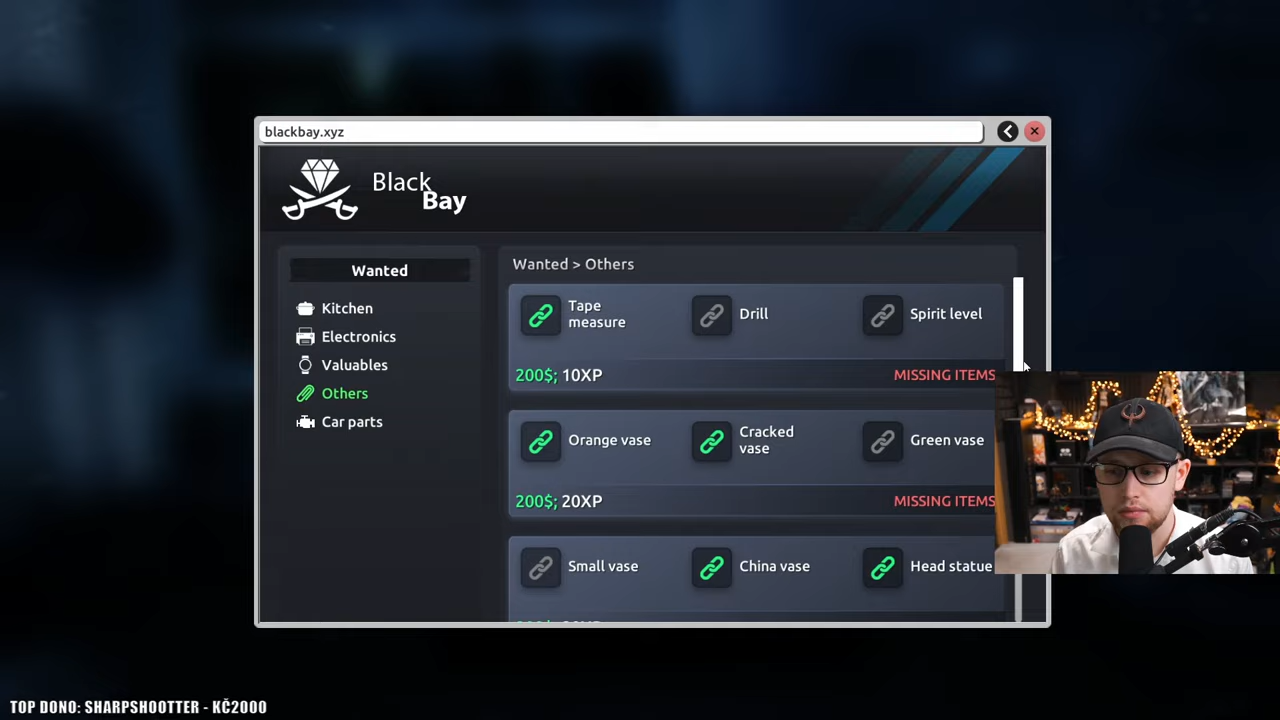 blackbay.xyz
Black
Bay
Wanted
Kitchen
Electronics
Valuables
Others
Car parts
Wanted > Others
Tape
measure
Drill
Spirit level
200$; 10XP
MISSING ITEMS
Orange vase
Cracked
vase
Green vase
200$; 20XP
MISSING ITEMS
Small vase
China vase
Head statue
TOP DONO: SHARPSHOOTTER - KČ2000